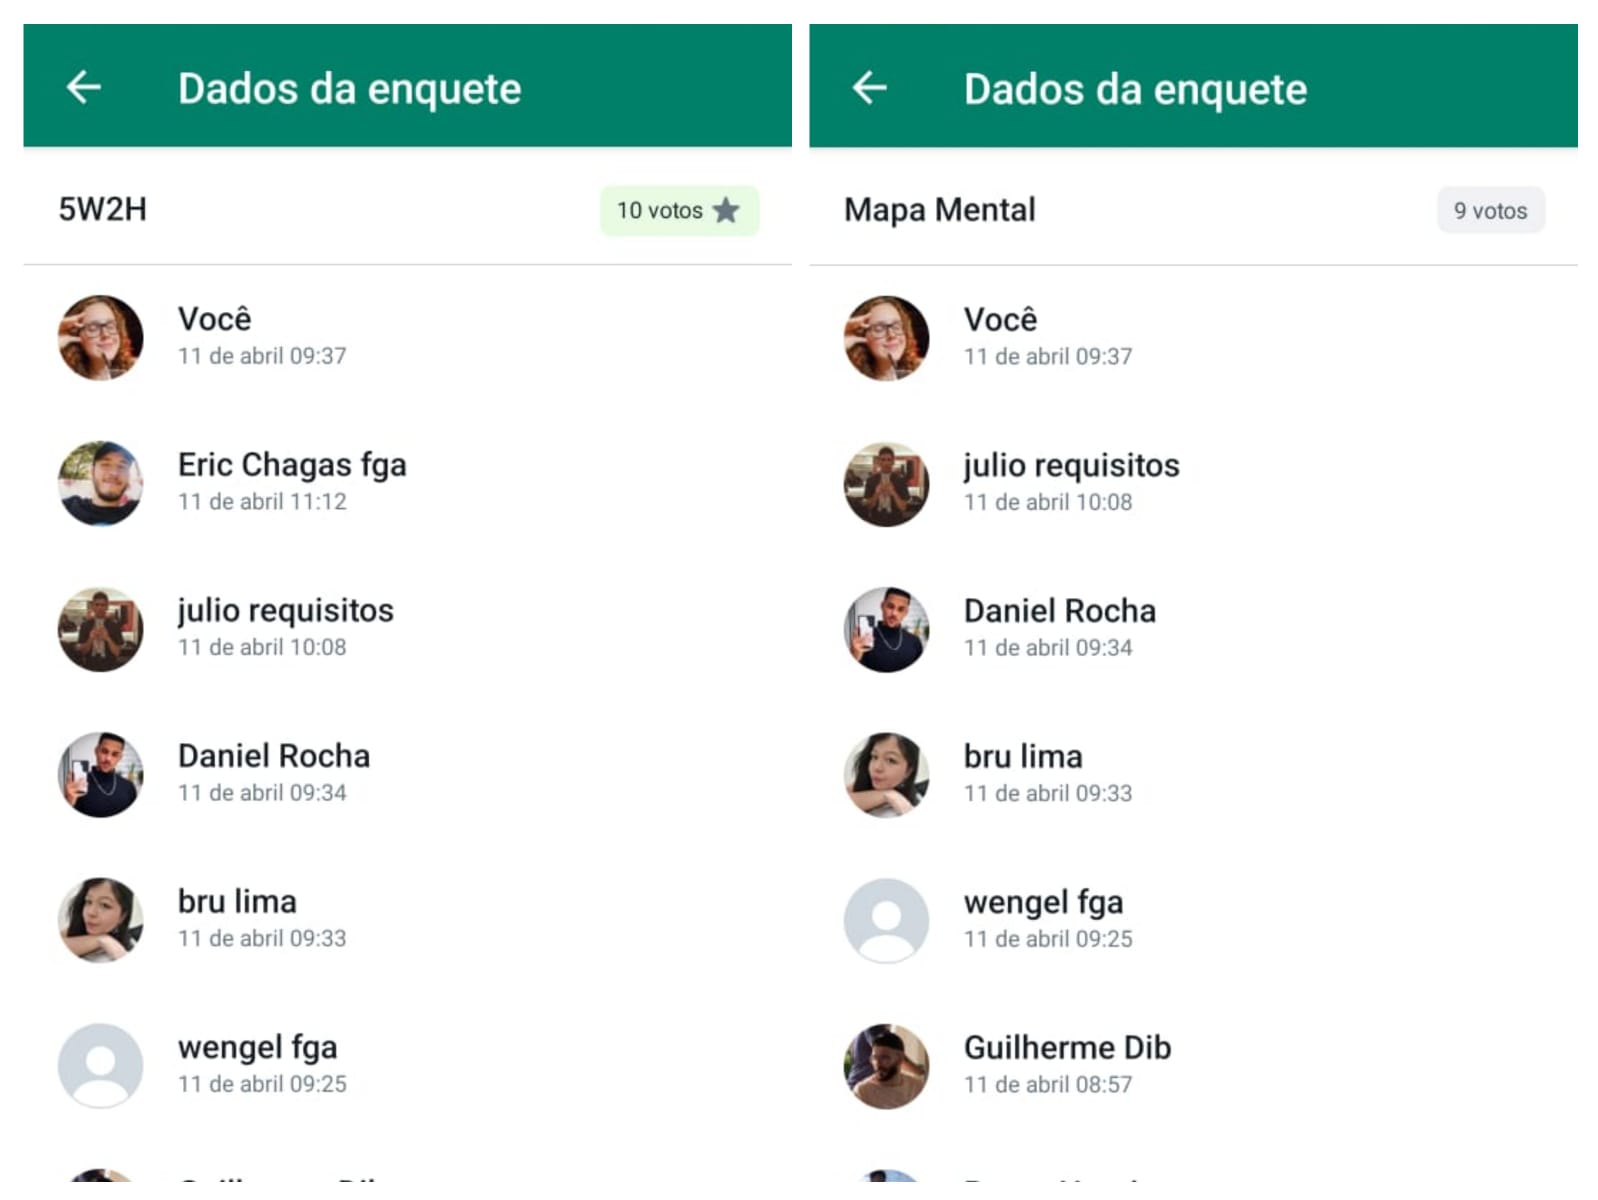 Dados da enquete
5W2H
10 votos
Você
11 de abril 09:37
Eric Chagas fga
11 de abril 11:12
julio requisitos
11 de abril 10:08
Daniel Rocha
11 de abril 09:34
bru lima
11 de abril 09:33
wengel fga
11 de abril 09:25
Dados da enquete
Mapa Mental
9 votos
Você
11 de abril 09:37
julio requisitos
11 de abril 10:08
Daniel Rocha
11 de abril 09:34
bru lima
11 de abril 09:33
wengel fga
11 de abril 09:25
Guilherme Dib
11 de abril 08:57